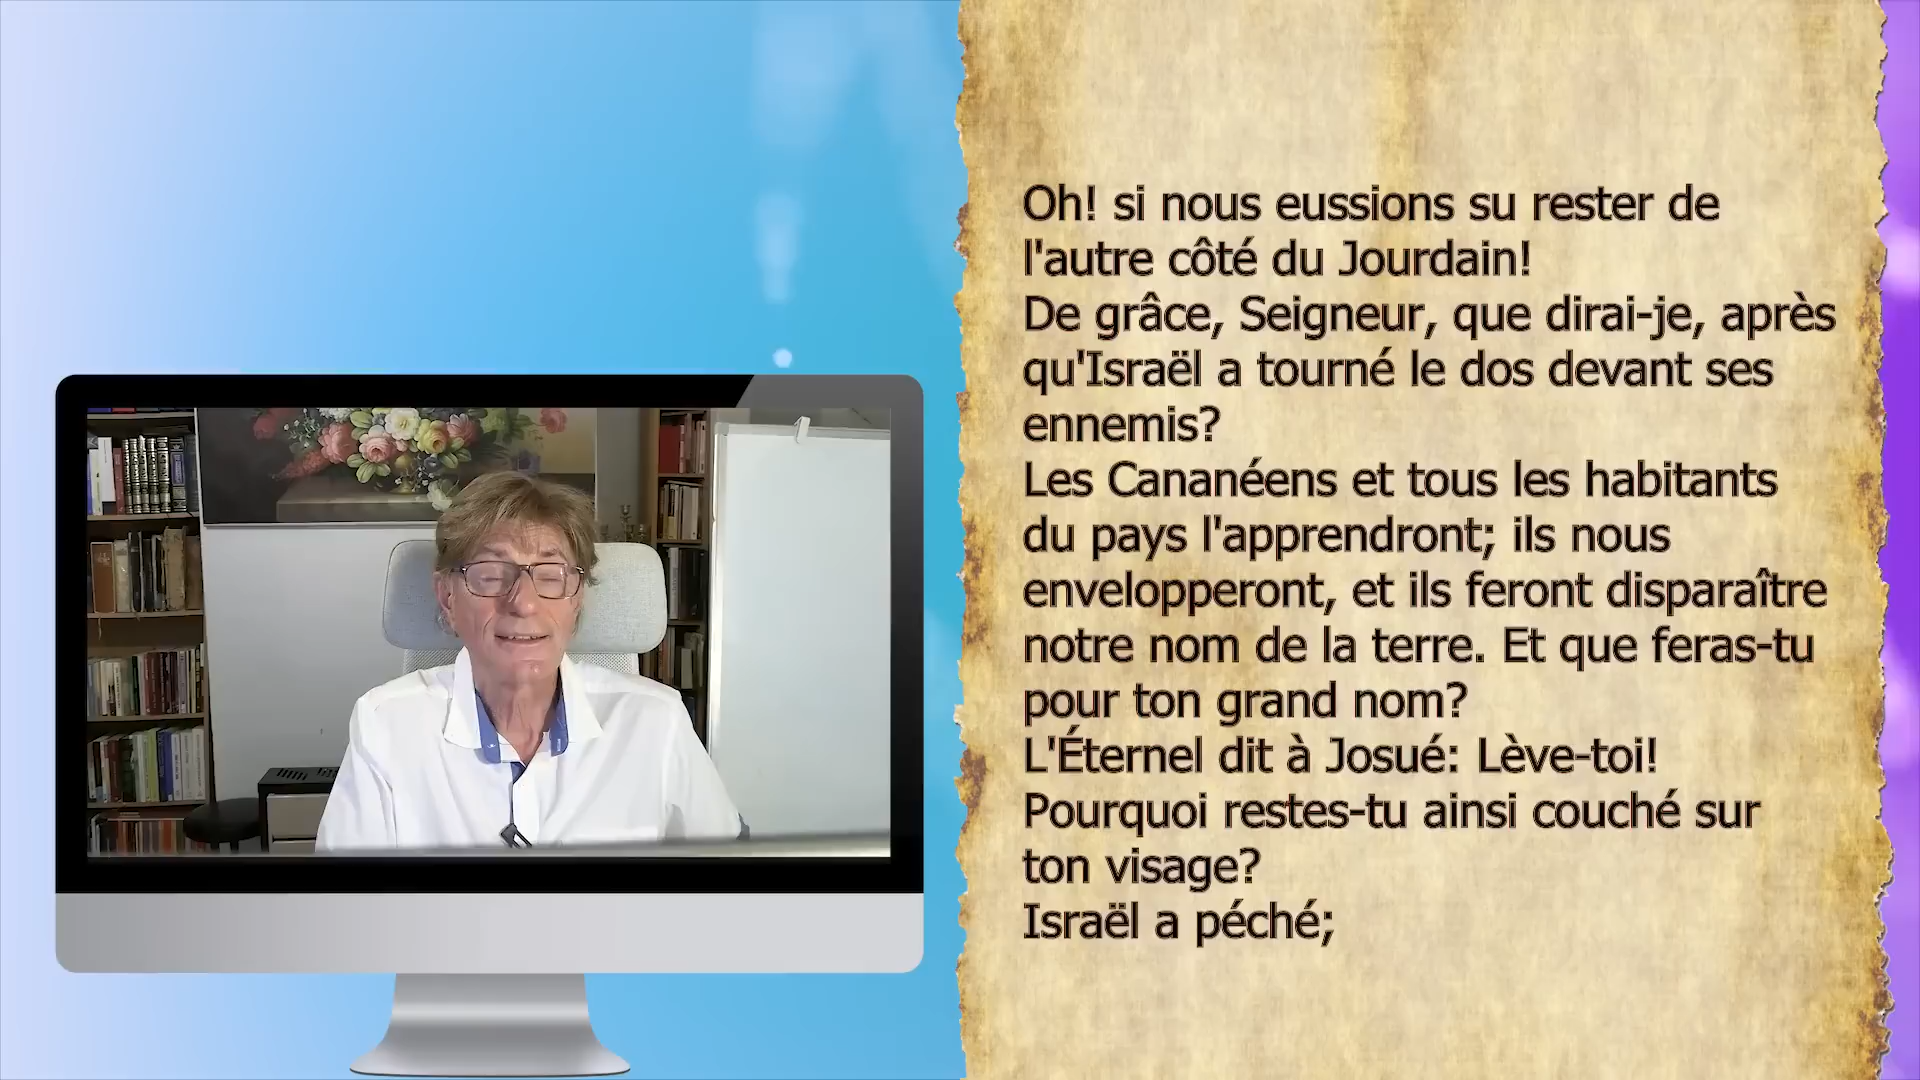 Oh! si nous eussions su rester de
l'autre côté du Jourdain!
De grâce, Seigneur, que dirai-je, après
qu'Israël a tourné le dos devant ses
ennemis?
Les Cananéens et tous les habitants
du pays l'apprendront; ils nous
envelopperont, et ils feront disparaître
notre nom de la terre. Et que feras-tu
pour ton grand nom?
L'Éternel dit à Josué: Lève-toi!
Pourquoi restes-tu ainsi couché sur
ton visage?
Israël a péché;